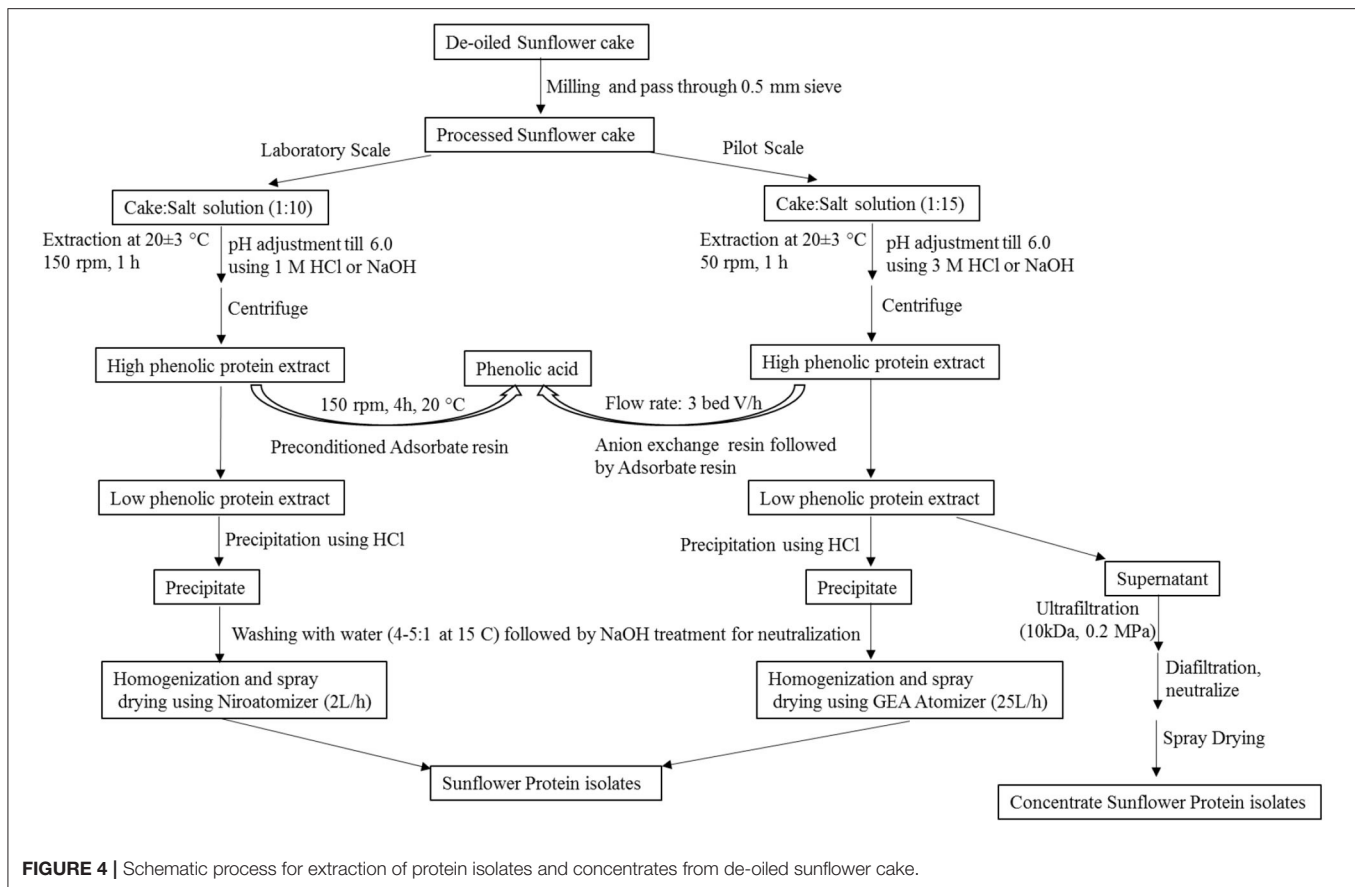 De-oiled Sunflower cake
Milling and pass through 0.5 mm sieve
Processed Sunflower cake
Laboratory Scale
Pilot Scale
Cake:Salt solution (1:10)
Cake:Salt solution (1:15)
Extraction at 20±3 °C
150 rpm, 1 h
pH adjustment till 6.0
using 1 M HCl or NaOH
Extraction at 20±3 °C
50 rpm, 1 h
pH adjustment till 6.0
using 3 M HCl or NaOH
Centrifuge
Centrifuge
High phenolic protein extract
Phenolic acid
High phenolic protein extract
150 rpm, 4h, 20 °C
Flow rate: 3 bed V/h
Preconditioned Adsorbate resin
Anion exchange resin followed
by Adsorbate resin
Low phenolic protein extract
Low phenolic protein extract
Precipitation using HCl
Precipitation using HCl
Precipitate
Precipitate
Supernatant
Ultrafiltration
(10kDa, 0.2 MPa)
Washing with water (4-5:1 at 15 C) followed by NaOH treatment for neutralization
Homogenization and spray
drying using Niroatomizer (2L/h)
Homogenization and spray
drying using GEA Atomizer (25L/h)
Diafiltration,
neutralize
Spray Drying
Sunflower Protein isolates
Concentrate Sunflower Protein isolates
FIGURE 4 | Schematic process for extraction of protein isolates and concentrates from de-oiled sunflower cake.